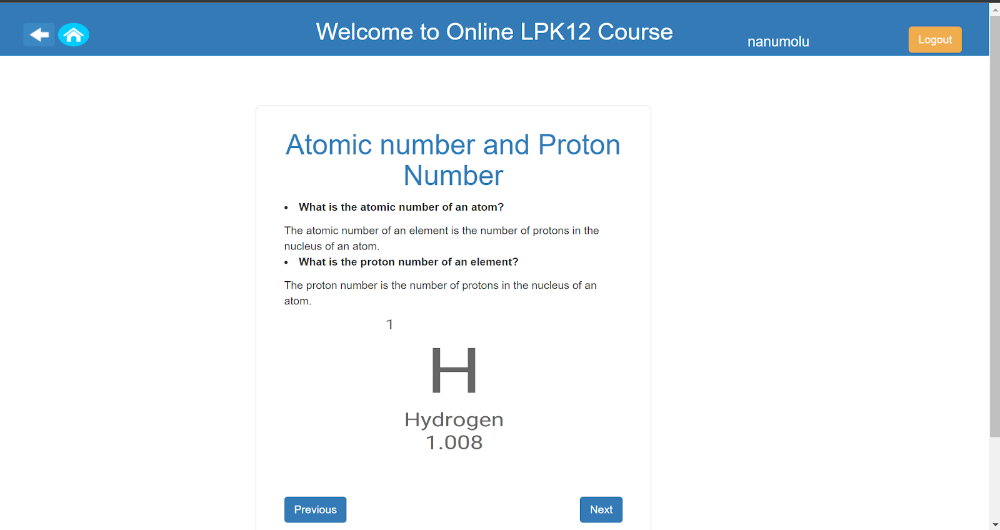 Welcome to Online LPK12 Course
nanumolu
Logout
Atomic number and Proton
Number
• What is the atomic number of an atom?
The atomic number of an element is the number of protons in the
nucleus of an atom.
• What is the proton number of an element?
The proton number is the number of protons in the nucleus of an
atom.
1
H
Hydrogen
1.008
Previous
Next